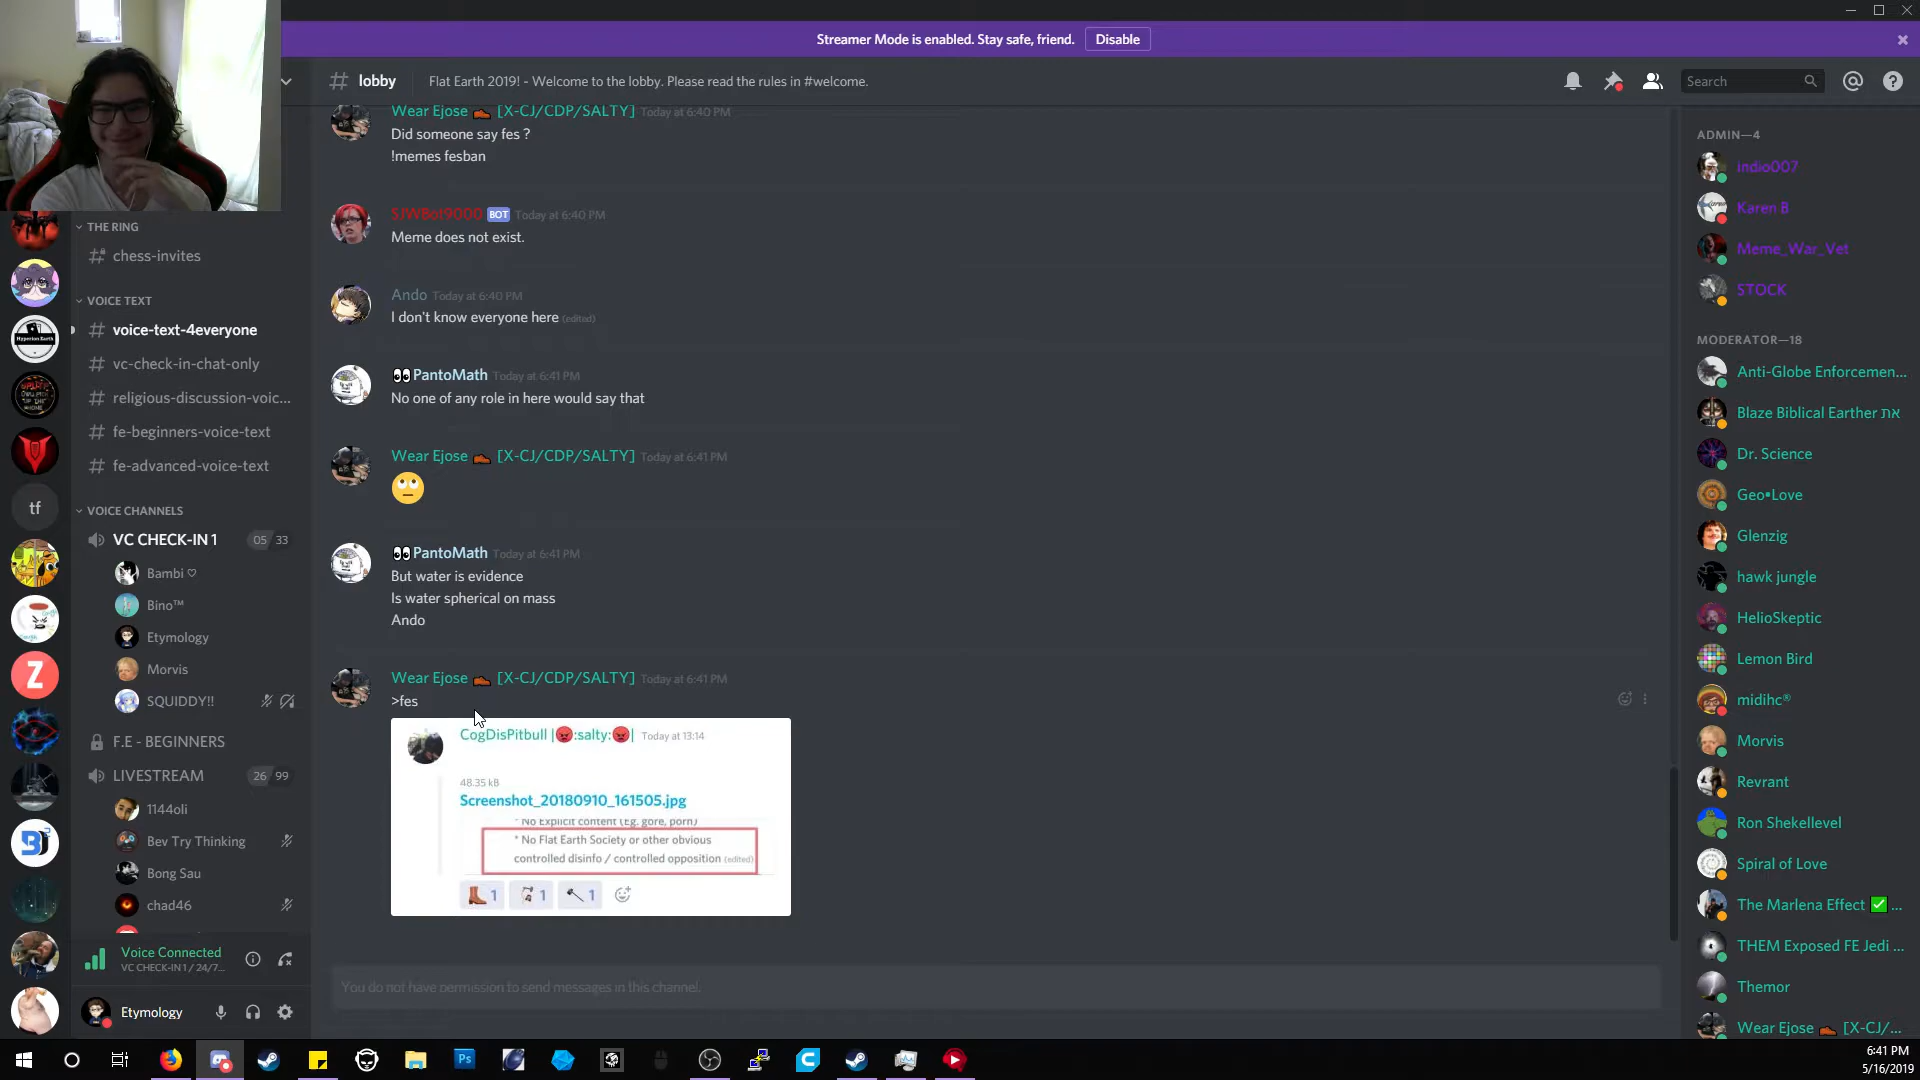 Streamer Mode is enabled. Stay safe, friend. Disable
# lobby
Flat Earth 2019! - Welcome to the lobby. Please read the rules in #welcome.
Search
THE RING
# chess-invites
VOICE TEXT
# voice-text-4everyone
# vc-check-in-chat-only
# religious-discussion-voic...
# fe-beginners-voice-text
# fe-advanced-voice-text
tf
VOICE CHANNELS
VC CHECK-IN 1 05 33
Bambi ♡
Bino™
Etymology
Morvis
SQUIDDY!!
F.E - BEGINNERS
LIVESTREAM 26 99
1144oli
Bev Try Thinking
Bong Sau
chad46
Voice Connected
VC CHECK-IN 1 / 24/7...
Etymology
Wear Ejose 👞 [X-CJ/CDP/SALTY] Today at 6:40 PM
Did someone say fes ?
!memes fesban
SJWBot9000 BOT Today at 6:40 PM
Meme does not exist.
Ando Today at 6:40 PM
I don't know everyone here (edited)
👀PantoMath Today at 6:41 PM
No one of any role in here would say that
Wear Ejose 👞 [X-CJ/CDP/SALTY] Today at 6:41 PM
🙄
👀PantoMath Today at 6:41 PM
But water is evidence
Is water spherical on mass
Ando
Wear Ejose 👞 [X-CJ/CDP/SALTY] Today at 6:41 PM
>fes
CogDisPitbull |😡:salty:😡| Today at 13:14
48.35 kB
Screenshot_20180910_161505.jpg
* No Explicit content (Eg. gore, porn)
* No Flat Earth Society or other obvious
controlled disinfo / controlled opposition (edited)
1 1 1
You do not have permission to send messages in this channel.
ADMIN—4
indio007
Karen B
Meme_War_Vet
STOCK
MODERATOR—18
Anti-Globe Enforcemen...
Blaze Biblical Earther את
Dr. Science
Geo•Love
Glenzig
hawk jungle
HelioSkeptic
Lemon Bird
midihc®
Morvis
Revrant
Ron Shekellevel
Spiral of Love
The Marlena Effect ✅ ...
THEM Exposed FE Jedi ...
Themor
Wear Ejose 👞 [X-CJ/...
Z
Ps
6:41 PM
5/16/2019